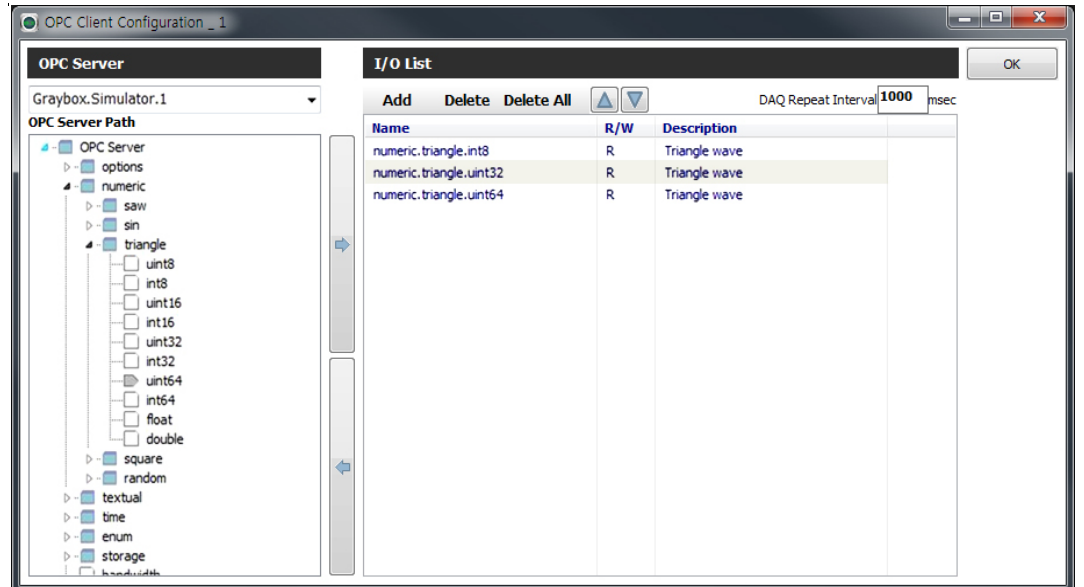 OPC Client Configuration _ 1
OPC Server
I/O List
OK
Graybox.Simulator.1
Add Delete Delete All
DAQ Repeat Interval 1000 msec
OPC Server Path
Name R/W Description
numeric.triangle.int8 R Triangle wave
numeric.triangle.uint32 R Triangle wave
numeric.triangle.uint64 R Triangle wave
OPC Server
options
numeric
saw
sin
triangle
uint8
int8
uint16
int16
uint32
int32
uint64
int64
float
double
square
random
textual
time
enum
storage
bandwidth